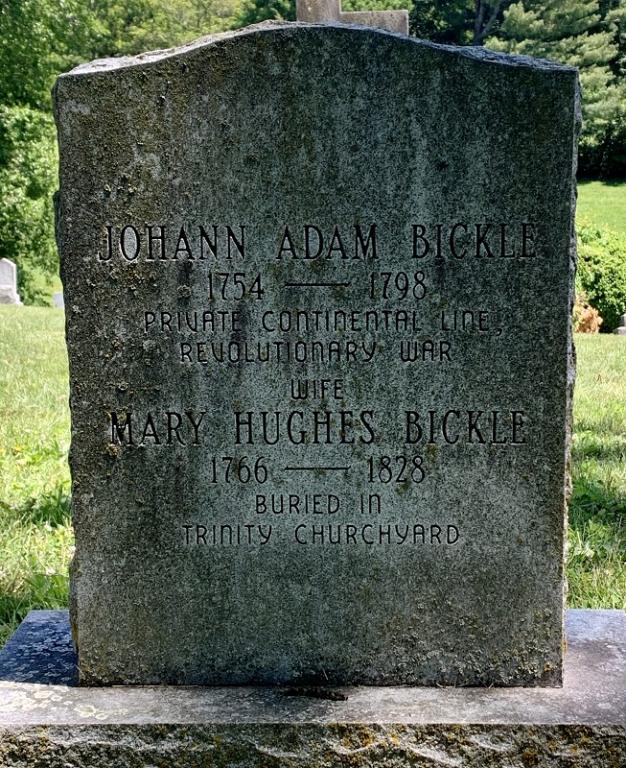 JOHANN ADAM BICKLE
1754 — 1798
PRIVATE CONTINENTAL LINE,
REVOLUTIONARY WAR
WIFE
MARY HUGHES BICKLE
1766 — 1828
BURIED IN
TRINITY CHURCHYARD